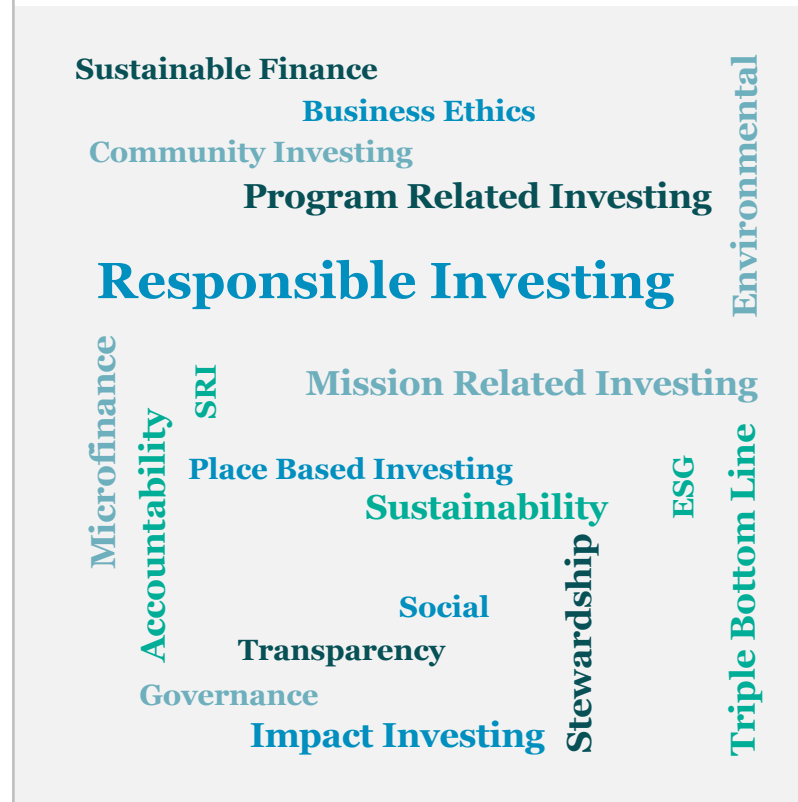 Sustainable Finance
Business Ethics
Community Investing
Program Related Investing
Environmental
Responsible Investing
Microfinance
SRI
Mission Related Investing
Accountability
Place Based Investing
ESG
Triple Bottom Line
Sustainability
Stewardship
Social
Transparency
Governance
Impact Investing